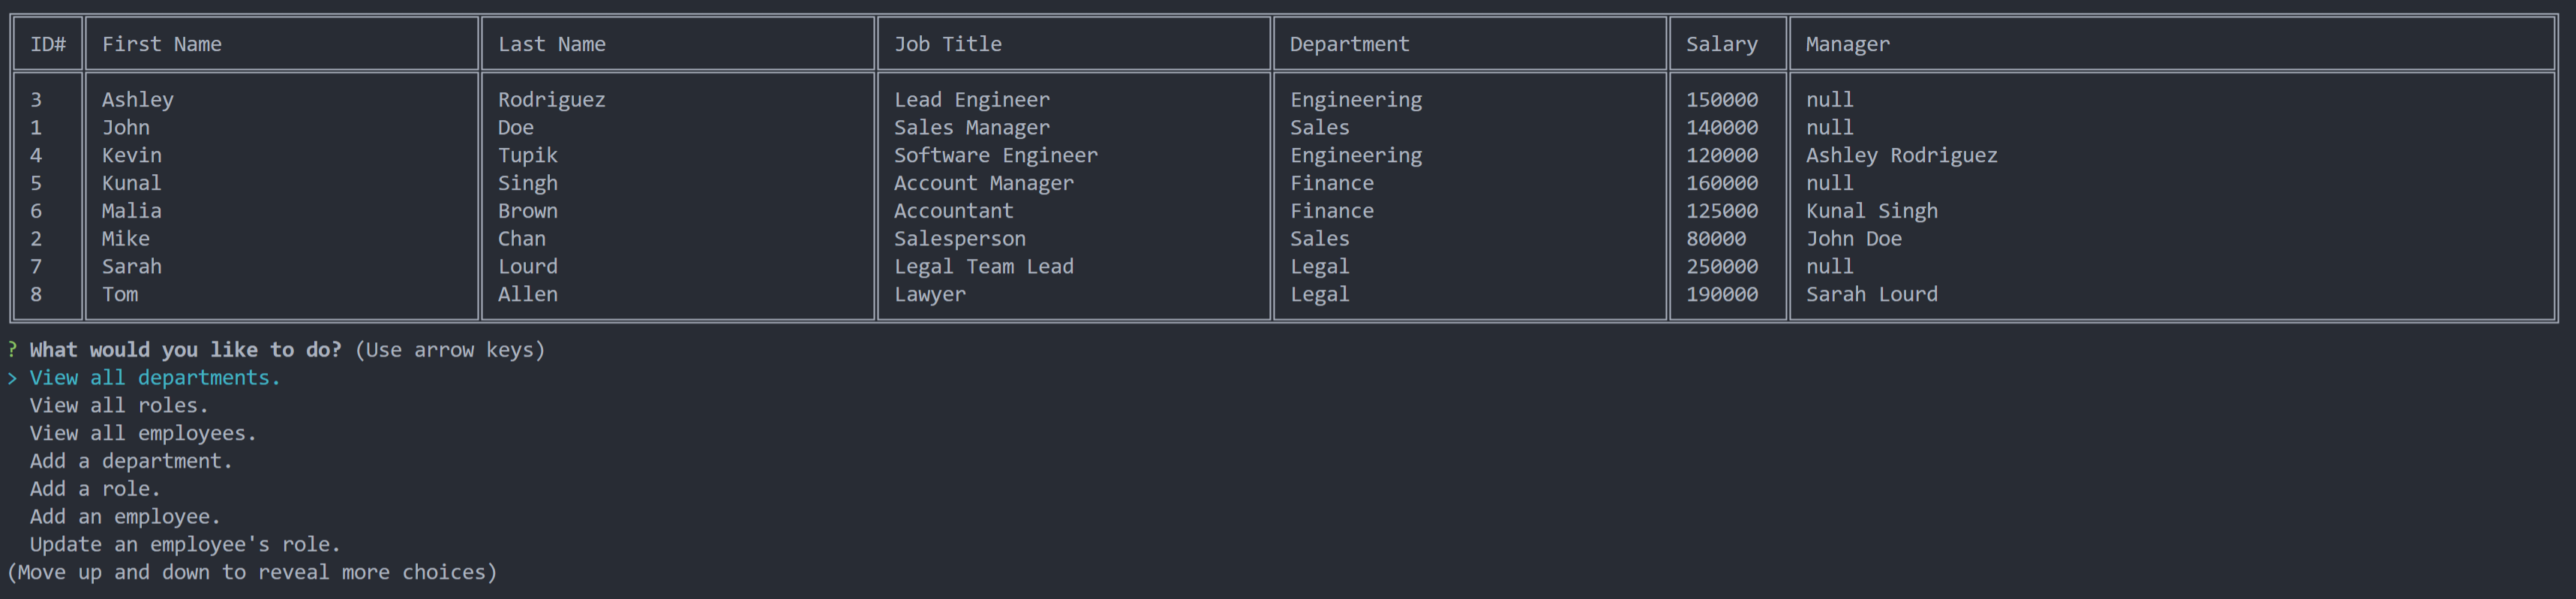 ID# First Name Last Name Job Title Department Salary Manager
3 Ashley Rodriguez Lead Engineer Engineering 150000 null
1 John Doe Sales Manager Sales 140000 null
4 Kevin Tupik Software Engineer Engineering 120000 Ashley Rodriguez
5 Kunal Singh Account Manager Finance 160000 null
6 Malia Brown Accountant Finance 125000 Kunal Singh
2 Mike Chan Salesperson Sales 80000 John Doe
7 Sarah Lourd Legal Team Lead Legal 250000 null
8 Tom Allen Lawyer Legal 190000 Sarah Lourd
? What would you like to do? (Use arrow keys)
> View all departments.
View all roles.
View all employees.
Add a department.
Add a role.
Add an employee.
Update an employee's role.
(Move up and down to reveal more choices)